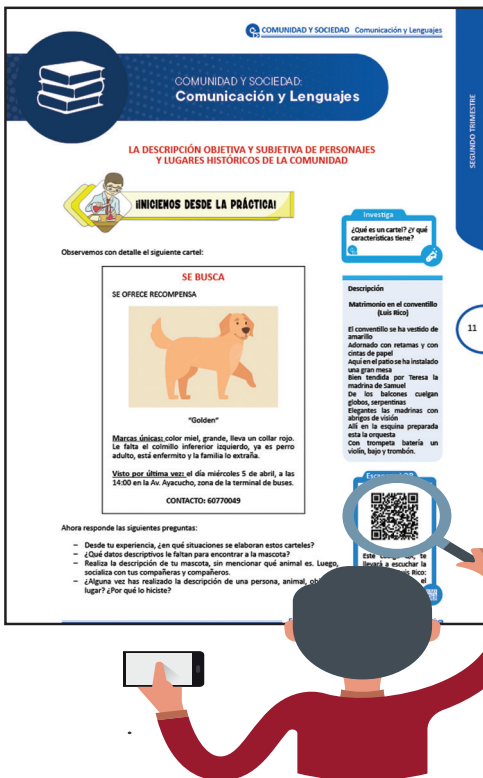 COMUNIDAD Y SOCIEDAD Comunicación y Lenguajes
COMUNIDAD Y SOCIEDAD:
Comunicación y Lenguajes
SEGUNDO TRIMESTRE
11
LA DESCRIPCIÓN OBJETIVA Y SUBJETIVA DE PERSONAJES
Y LUGARES HISTÓRICOS DE LA COMUNIDAD
¡INICIEMOS DESDE LA PRÁCTICA!
Observemos con detalle el siguiente cartel:
SE BUSCA
SE OFRECE RECOMPENSA
"Golden"
Marcas únicas: color miel, grande, lleva un collar rojo.
Le falta el colmillo inferior izquierdo, ya es perro
adulto, está enfermito y la familia lo extraña.
Visto por última vez: el día miércoles 5 de abril, a las
14:00 en la Av. Ayacucho, zona de la terminal de buses.
CONTACTO: 60770049
Ahora responde las siguientes preguntas:
– Desde tu experiencia, ¿en qué situaciones se elaboran estos carteles?
– ¿Qué datos descriptivos le faltan para encontrar a la mascota?
– Realiza la descripción de tu mascota, sin mencionar qué animal es. Luego,
socializa con tus compañeras y compañeros.
– ¿Alguna vez has realizado la descripción de una persona, animal,
lugar? ¿Por qué lo hiciste?
Investiga
¿Qué es un cartel? ¿Y qué
características tiene?
Descripción
Matrimonio en el conventillo
(Luis Rico)
El conventillo se ha vestido de
amarillo
Adornado con retamas y con
cintas de papel
Aquí en el patio se ha instalado
una gran mesa
Bien tendida por Teresa la
madrina de Samuel
De los balcones cuelgan
globos, serpentinas
Elegantes las madrinas con
abrigos de visión
Allí en la esquina preparada
esta la orquesta
Con trompeta batería un
violín, bajo y trombón.
Este te
llevará a escuchar la
Rico:
el